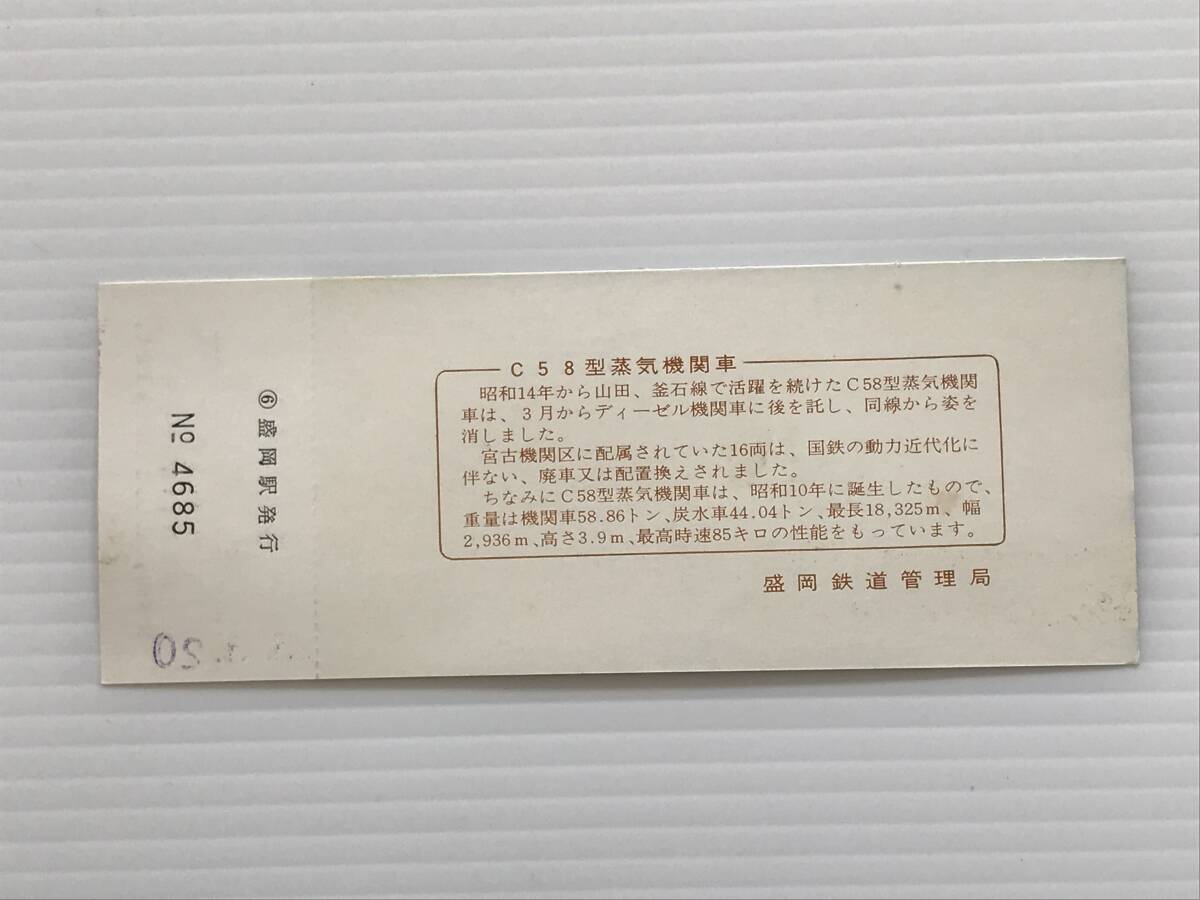 C58型蒸気機関車
昭和14年から山田、釜石線で活躍を続けたC58型蒸気機関
車は、3月からディーゼル機関車に後を託し、同線から姿を
消しました。
宮古機関区に配属されていた16両は、国鉄の動力近代化に
伴ない、廃車又は配置換えされました。
ちなみにC58型蒸気機関車は、昭和10年に誕生したもので、
重量は機関車58.86トン、炭水車44.04トン、最長18,325m、幅
2,936m、高さ3.9m、最高時速85キロの性能をもっています。
盛岡鉄道管理局
⑥盛岡駅発行
No 4685